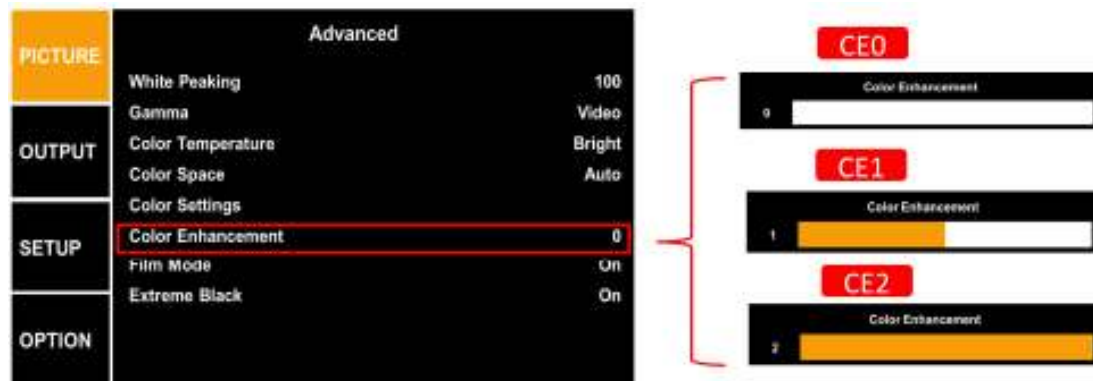 PICTURE
OUTPUT
SETUP
OPTION
Advanced
White Peaking 100
Gamma Video
Color Temperature Bright
Color Space Auto
Color Settings
Color Enhancement 0
Film Mode On
Extreme Black On
CE0
Color Enhancement
0
CE1
Color Enhancement
1
CE2
Color Enhancement
2